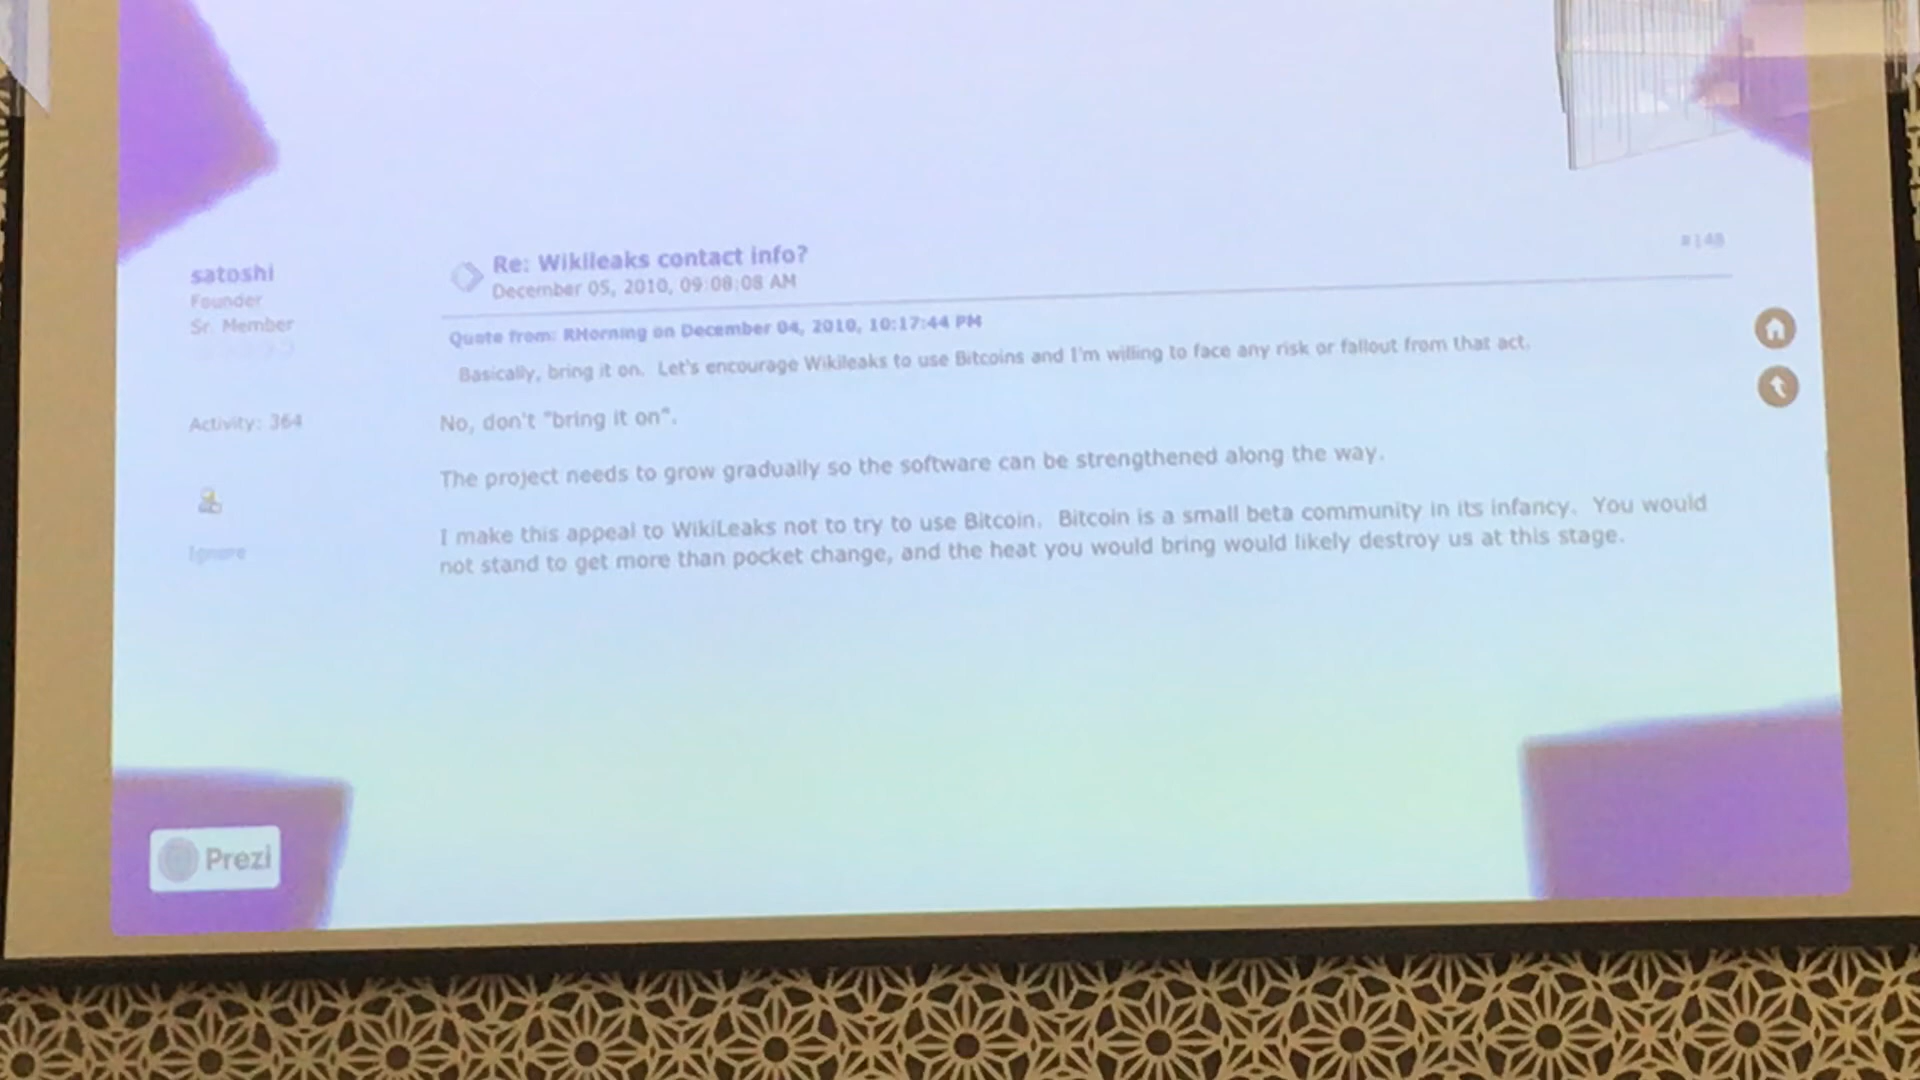 satoshi
Founder
Sr. Member
Activity: 364
Ignore
Re: Wikileaks contact info?
December 05, 2010, 09:08:08 AM
#148
Quote from: RHorning on December 04, 2010, 10:17:44 PM
Basically, bring it on.  Let's encourage Wikileaks to use Bitcoins and I'm willing to face any risk or fallout from that act.
No, don't "bring it on".
The project needs to grow gradually so the software can be strengthened along the way.
I make this appeal to WikiLeaks not to try to use Bitcoin.  Bitcoin is a small beta community in its infancy.  You would
not stand to get more than pocket change, and the heat you would bring would likely destroy us at this stage.
Prezi